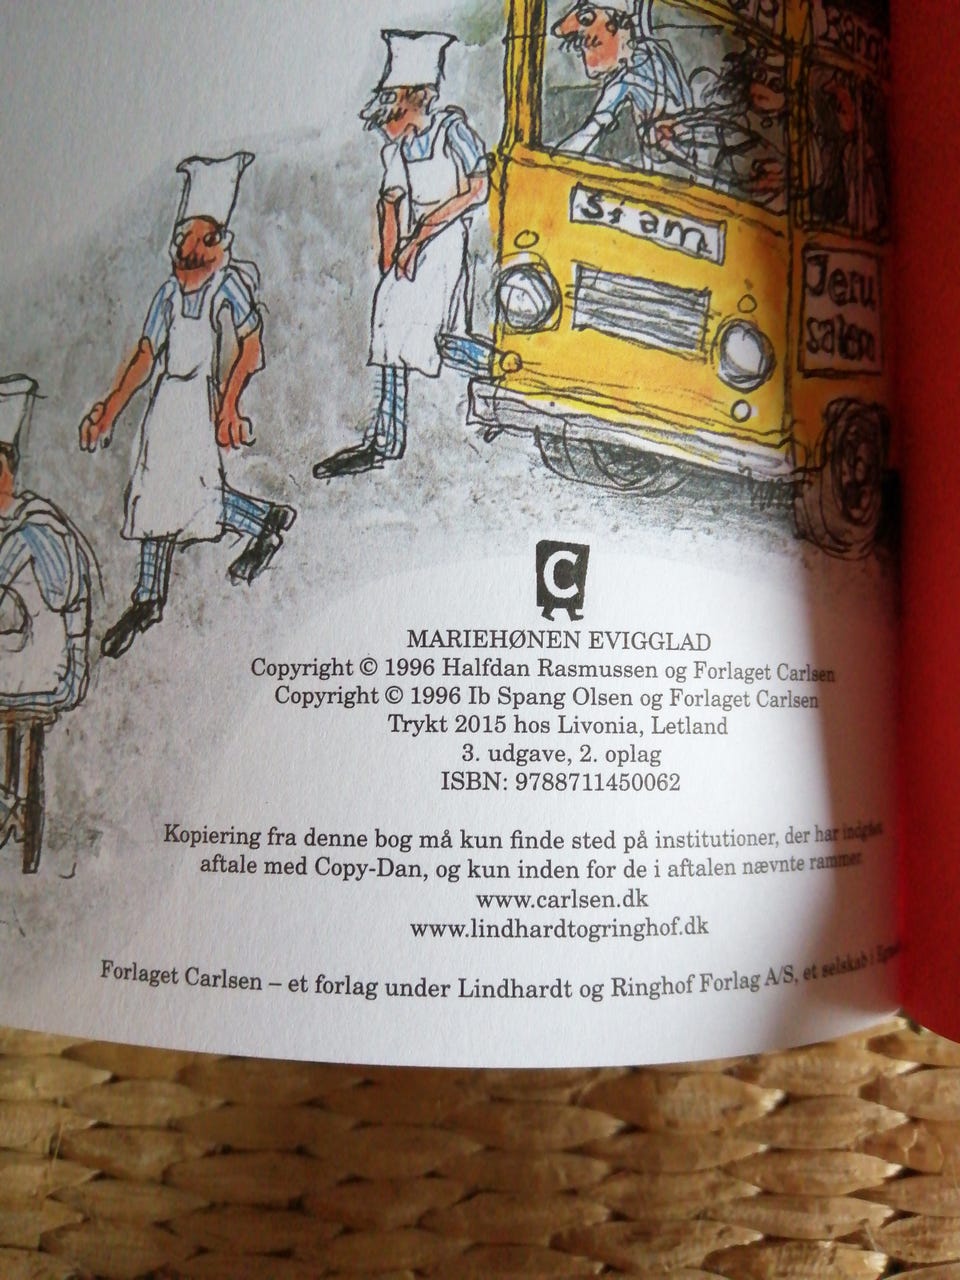 Siam
Jeru
salem
C
MARIEHØNEN EVIGGLAD
Copyright © 1996 Halfdan Rasmussen og Forlaget Carlsen
Copyright © 1996 Ib Spang Olsen og Forlaget Carlsen
Trykt 2015 hos Livonia, Letland
3. udgave, 2. oplag
ISBN: 9788711450062
Kopiering fra denne bog må kun finde sted på institutioner, der har indgået
aftale med Copy-Dan, og kun inden for de i aftalen nævnte rammer.
www.carlsen.dk
www.lindhardtogringhof.dk
Forlaget Carlsen – et forlag under Lindhardt og Ringhof Forlag A/S, et selskab i